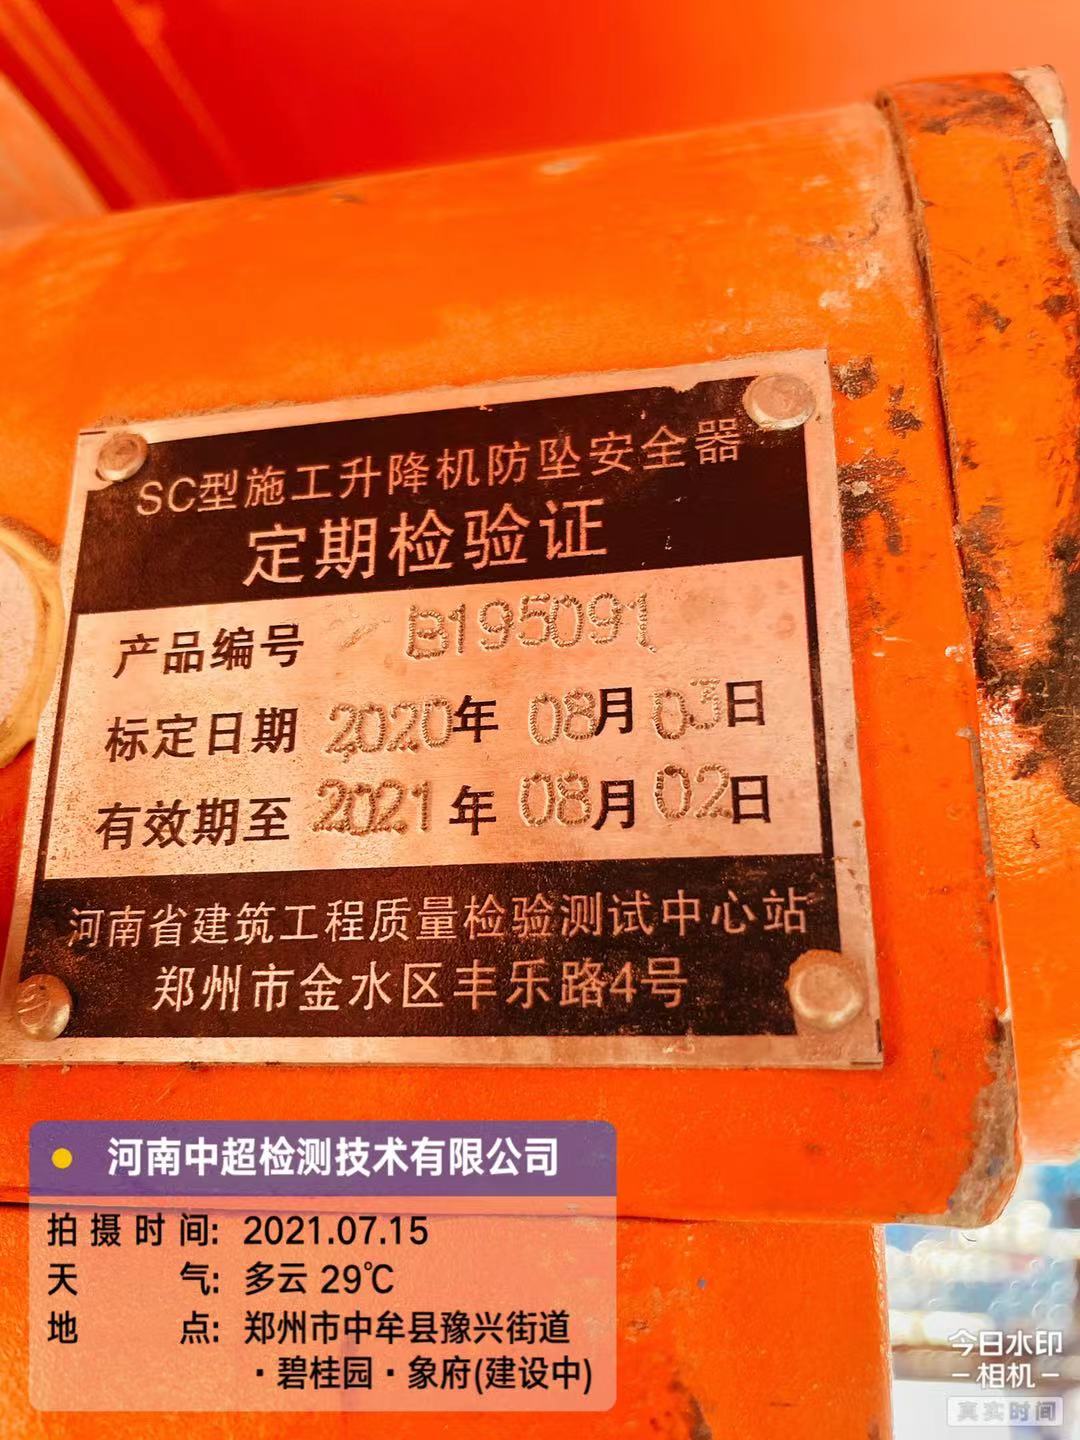 SC型施工升降机防坠安全器
定期检验证
产品编号 B195091
标定日期 2020年 08月 03日
有效期至 2021年 08月 02日
河南省建筑工程质量检验测试中心站
郑州市金水区丰乐路4号
河南中超检测技术有限公司
拍摄时间: 2021.07.15
天气: 多云 29℃
地点: 郑州市中牟县豫兴街道
·碧桂园·象府(建设中)
今日水印
相机
真实时间